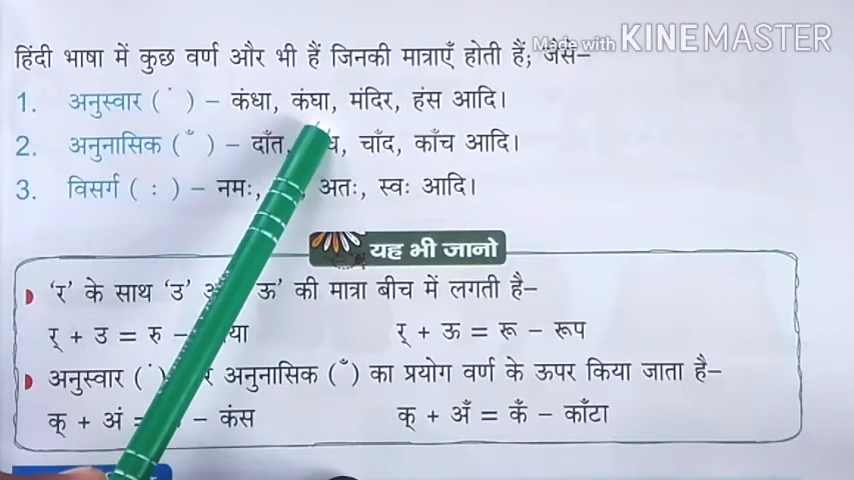 Made with KINEMASTER
हिंदी भाषा में कुछ वर्ण और भी हैं जिनकी मात्राएँ होती हैं; जैसे–
1. अनुस्वार ( ं ) – कंधा, कंघा, मंदिर, हंस आदि।
2. अनुनासिक ( ँ ) – दाँत, चाँद, काँच आदि।
3. विसर्ग ( : ) – नमः, अतः, स्वः आदि।
यह भी जानो
'र' के साथ 'उ' ऊ' की मात्रा बीच में लगती है–
र् + उ = रु –
र् + ऊ = रू – रूप
अनुस्वार ( ं ) अनुनासिक ( ँ ) का प्रयोग वर्ण के ऊपर किया जाता है–
क् + अं = – कंस
क् + अँ = कँ – काँटा